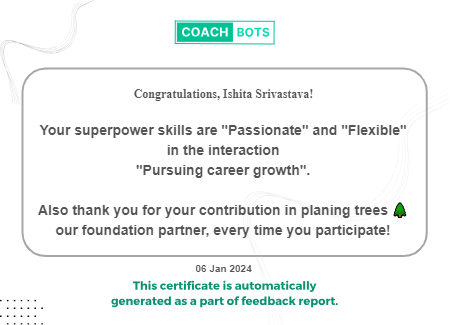 COACH BOTS
Congratulations, Ishita Srivastava!
Your superpower skills are "Passionate" and "Flexible"
in the interaction
"Pursuing career growth".
Also thank you for your contribution in planing trees 🌲
our foundation partner, every time you participate!
06 Jan 2024
This certificate is automatically
generated as a part of feedback report.